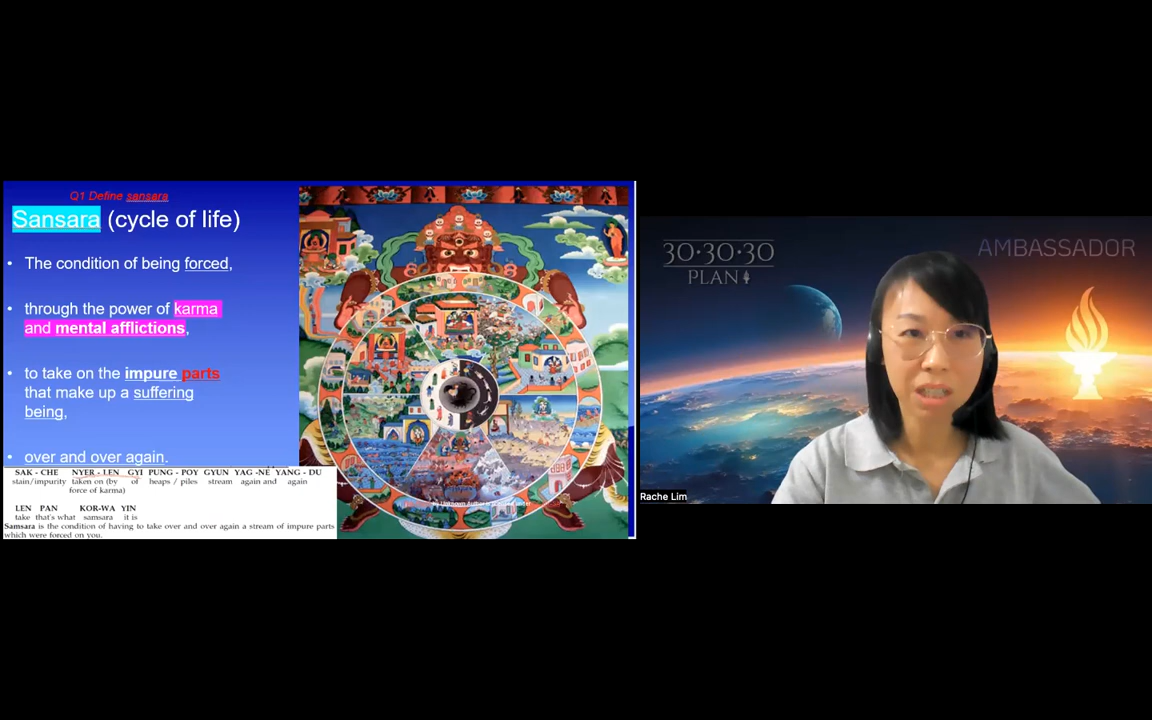 Q1 Define sansara
Sansara (cycle of life)
• The condition of being forced,
• through the power of karma
and mental afflictions,
• to take on the impure parts
that make up a suffering
being,
• over and over again.
SAK - CHE NYER - LEN GYI PUNG - POY GYUN YAG -NE YANG - DU
stain/impurity taken on (by of heaps / piles stream again and again
force of karma)
LEN PAN KOR-WA YIN
take that's what samsara it is
Samsara is the condition of having to take over and over again a stream of impure parts
which were forced on you.
30·30·30
PLAN
AMBASSADOR
Rache Lim